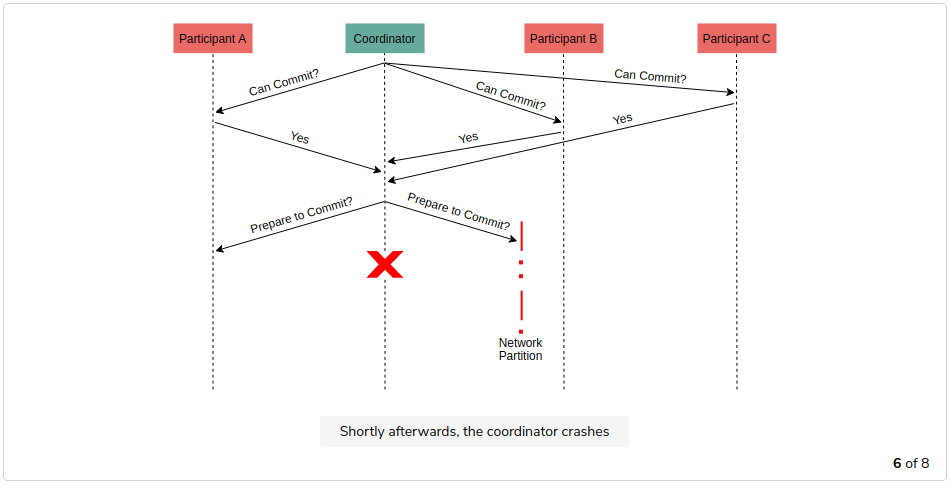 Participant A
Coordinator
Participant B
Participant C
Can Commit?
Can Commit?
Can Commit?
Yes
Yes
Yes
Prepare to Commit?
Prepare to Commit?
Network
Partition
Shortly afterwards, the coordinator crashes
6 of 8